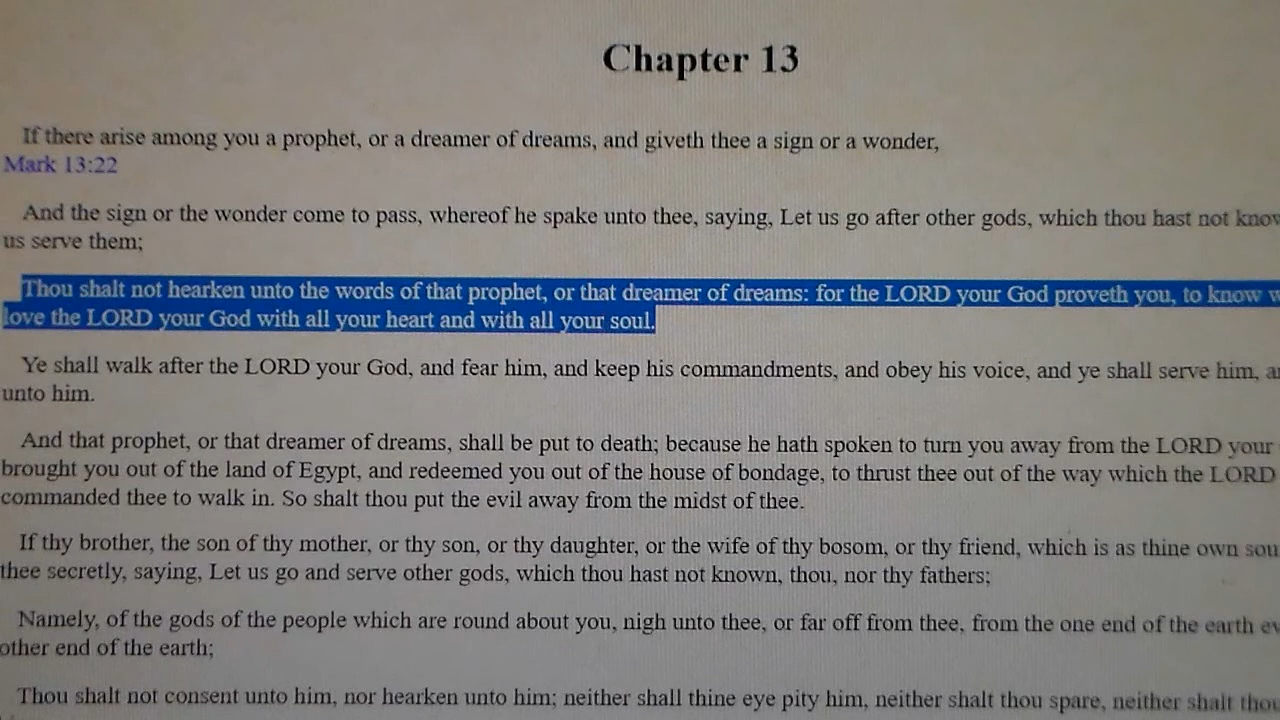 Chapter 13
If there arise among you a prophet, or a dreamer of dreams, and giveth thee a sign or a wonder,
Mark 13:22
And the sign or the wonder come to pass, whereof he spake unto thee, saying, Let us go after other gods, which thou hast not know
us serve them;
Thou shalt not hearken unto the words of that prophet, or that dreamer of dreams: for the LORD your God proveth you, to know w
love the LORD your God with all your heart and with all your soul.
Ye shall walk after the LORD your God, and fear him, and keep his commandments, and obey his voice, and ye shall serve him, a
unto him.
And that prophet, or that dreamer of dreams, shall be put to death; because he hath spoken to turn you away from the LORD your
brought you out of the land of Egypt, and redeemed you out of the house of bondage, to thrust thee out of the way which the LORD
commanded thee to walk in. So shalt thou put the evil away from the midst of thee.
If thy brother, the son of thy mother, or thy son, or thy daughter, or the wife of thy bosom, or thy friend, which is as thine own sou
thee secretly, saying, Let us go and serve other gods, which thou hast not known, thou, nor thy fathers;
Namely, of the gods of the people which are round about you, nigh unto thee, or far off from thee, from the one end of the earth ev
other end of the earth;
Thou shalt not consent unto him, nor hearken unto him; neither shall thine eye pity him, neither shalt thou spare, neither shalt thou